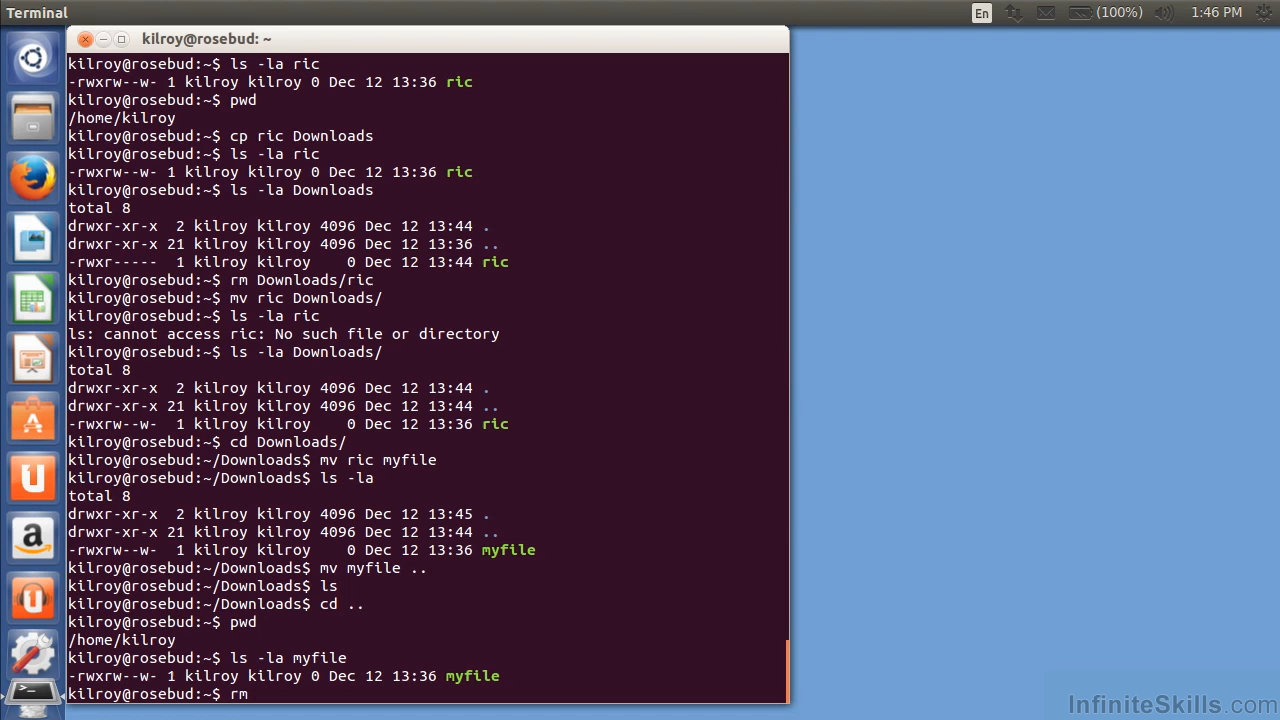 Terminal
En
(100%)
1:46 PM
kilroy@rosebud: ~
kilroy@rosebud:~$ ls -la ric
-rwxrw--w- 1 kilroy kilroy 0 Dec 12 13:36 ric
kilroy@rosebud:~$ pwd
/home/kilroy
kilroy@rosebud:~$ cp ric Downloads
kilroy@rosebud:~$ ls -la ric
-rwxrw--w- 1 kilroy kilroy 0 Dec 12 13:36 ric
kilroy@rosebud:~$ ls -la Downloads
total 8
drwxr-xr-x  2 kilroy kilroy 4096 Dec 12 13:44 .
drwxr-xr-x 21 kilroy kilroy 4096 Dec 12 13:36 ..
-rwxr-----  1 kilroy kilroy    0 Dec 12 13:44 ric
kilroy@rosebud:~$ rm Downloads/ric
kilroy@rosebud:~$ mv ric Downloads/
kilroy@rosebud:~$ ls -la ric
ls: cannot access ric: No such file or directory
kilroy@rosebud:~$ ls -la Downloads/
total 8
drwxr-xr-x  2 kilroy kilroy 4096 Dec 12 13:44 .
drwxr-xr-x 21 kilroy kilroy 4096 Dec 12 13:44 ..
-rwxrw--w-  1 kilroy kilroy    0 Dec 12 13:36 ric
kilroy@rosebud:~$ cd Downloads/
kilroy@rosebud:~/Downloads$ mv ric myfile
kilroy@rosebud:~/Downloads$ ls -la
total 8
drwxr-xr-x  2 kilroy kilroy 4096 Dec 12 13:45 .
drwxr-xr-x 21 kilroy kilroy 4096 Dec 12 13:44 ..
-rwxrw--w-  1 kilroy kilroy    0 Dec 12 13:36 myfile
kilroy@rosebud:~/Downloads$ mv myfile ..
kilroy@rosebud:~/Downloads$ ls
kilroy@rosebud:~/Downloads$ cd ..
kilroy@rosebud:~$ pwd
/home/kilroy
kilroy@rosebud:~$ ls -la myfile
-rwxrw--w- 1 kilroy kilroy 0 Dec 12 13:36 myfile
kilroy@rosebud:~$ rm
InfiniteSkills.com